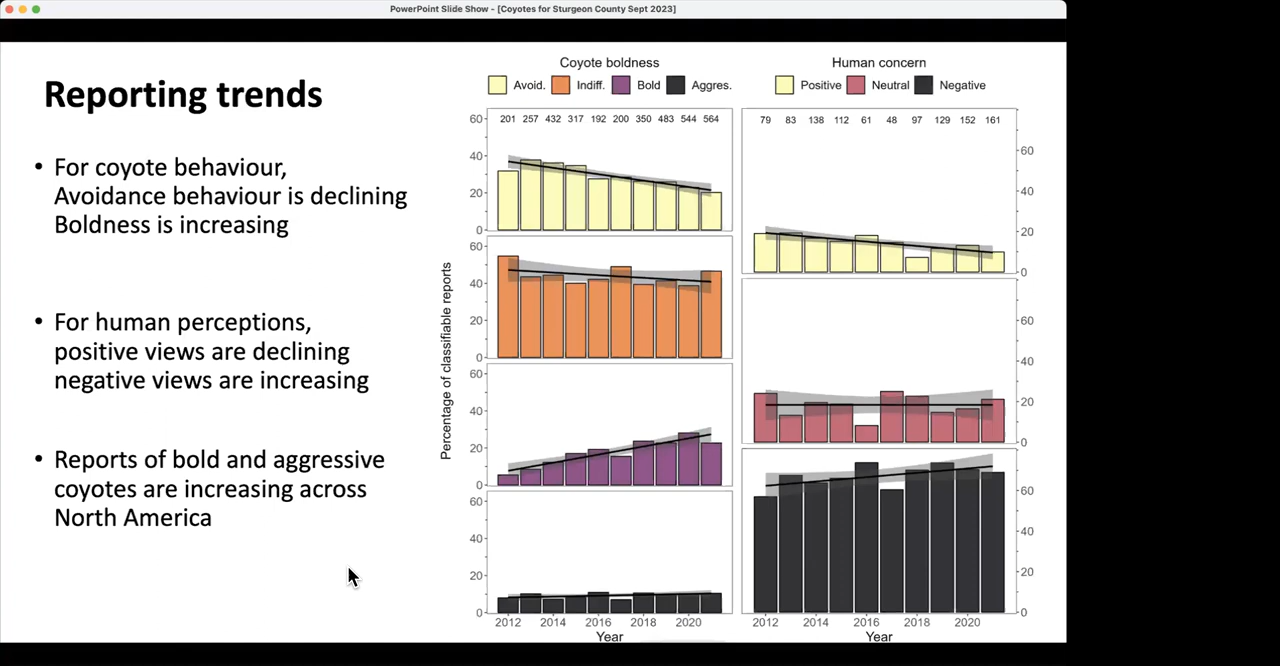 PowerPoint Slide Show - [Coyotes for Sturgeon County Sept 2023]
Reporting trends
• For coyote behaviour,
Avoidance behaviour is declining
Boldness is increasing
• For human perceptions,
positive views are declining
negative views are increasing
• Reports of bold and aggressive
coyotes are increasing across
North America
Coyote boldness
Avoid. Indiff. Bold Aggres.
Human concern
Positive Neutral Negative
Percentage of classifiable reports
201 257 432 317 192 200 350 483 544 564
60
40
20
0
60
40
20
0
60
40
20
0
60
40
20
0
2012 2014 2016 2018 2020
Year
79 83 138 112 61 48 97 129 152 161
60
40
20
0
60
40
20
0
60
40
20
0
2012 2014 2016 2018 2020
Year